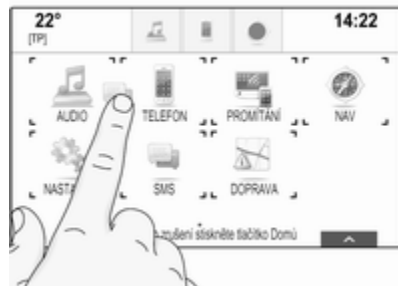 22°
14:22
[TP]
AUDIO
TELEFON
PROMÍTÁNÍ
NAV
NASTA
SMS
DOPRAVA
zrušení stiskněte tlačítko Domů